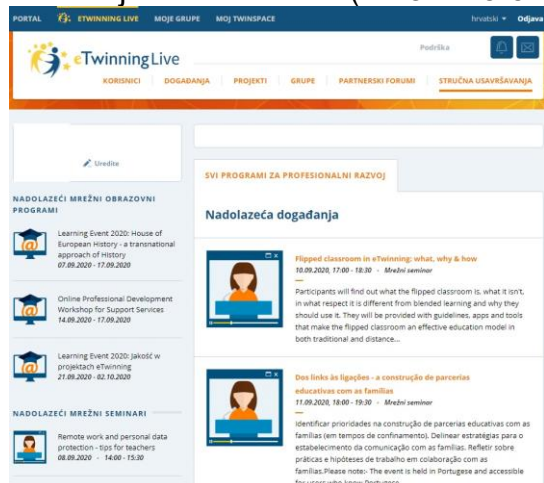 PORTAL ETWINNING LIVE MOJE GRUPE MOJ TWINSPACE hrvatski Odjava
eTwinning Live
Podrška
KORISNICI DOGAĐANJA PROJEKTI GRUPE PARTNERSKI FORUMI STRUČNA USAVRŠAVANJA
Uredite
NADOLAZEĆI MREŽNI OBRAZOVNI
PROGRAMI
Learning Event 2020: House of
European History - a transnational
approach of History
07.09.2020 - 17.09.2020
Online Professional Development
Workshop for Support Services
14.09.2020 - 17.09.2020
Learning Event 2020: Jakość w
projektach eTwinning
21.09.2020 - 02.10.2020
NADOLAZEĆI MREŽNI SEMINARI
Remote work and personal data
protection - tips for teachers
08.09.2020 - 14:00 - 15:30
SVI PROGRAMI ZA PROFESIONALNI RAZVOJ
Nadolazeća događanja
Flipped classroom in eTwinning: what, why & how
10.09.2020, 17:00 - 18:30 - Mrežni seminar
Participants will find out what the flipped classroom is, what it isn't,
in what respect it is different from blended learning and why they
should use it. They will be provided with guidelines, apps and tools
that make the flipped classroom an effective education model in
both traditional and distance...
Dos links às ligações - a construção de parcerias
educativas com as famílias
11.09.2020, 18:00 - 19:30 - Mrežni seminar
Identificar prioridades na construção de parcerias educativas com as
famílias (em tempos de confinamento). Delinear estratégias para o
estabelecimento da comunicação com as famílias. Refletir sobre
práticas e hipóteses de trabalho em colaboração com as
famílias.Please note:- The event is held in Portugese and accessible
for users who know Portugese